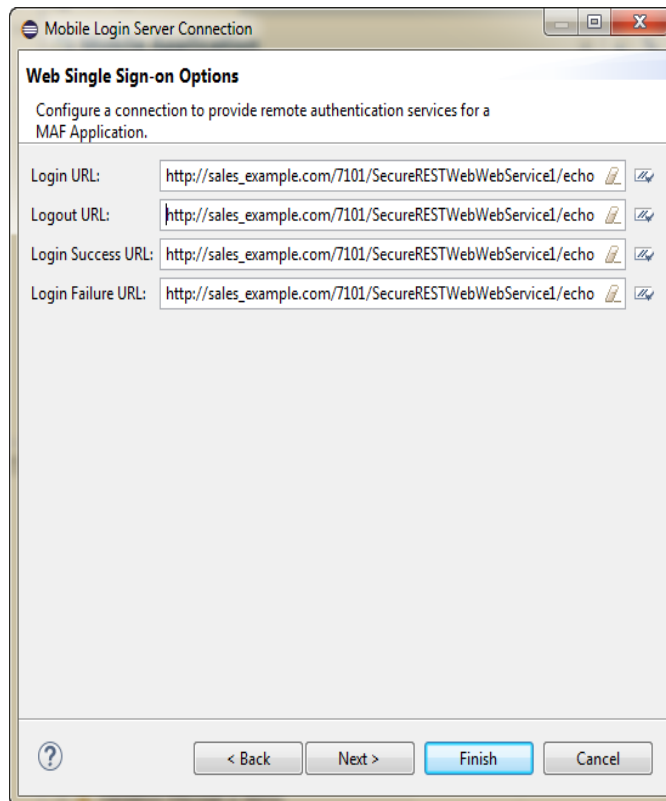 Mobile Login Server Connection
Web Single Sign-on Options
Configure a connection to provide remote authentication services for a
MAF Application.
Login URL: http://sales_example.com/7101/SecureRESTWebWebService1/echo
Logout URL: http://sales_example.com/7101/SecureRESTWebWebService1/echo
Login Success URL: http://sales_example.com/7101/SecureRESTWebWebService1/echo
Login Failure URL: http://sales_example.com/7101/SecureRESTWebWebService1/echo
< Back Next > Finish Cancel